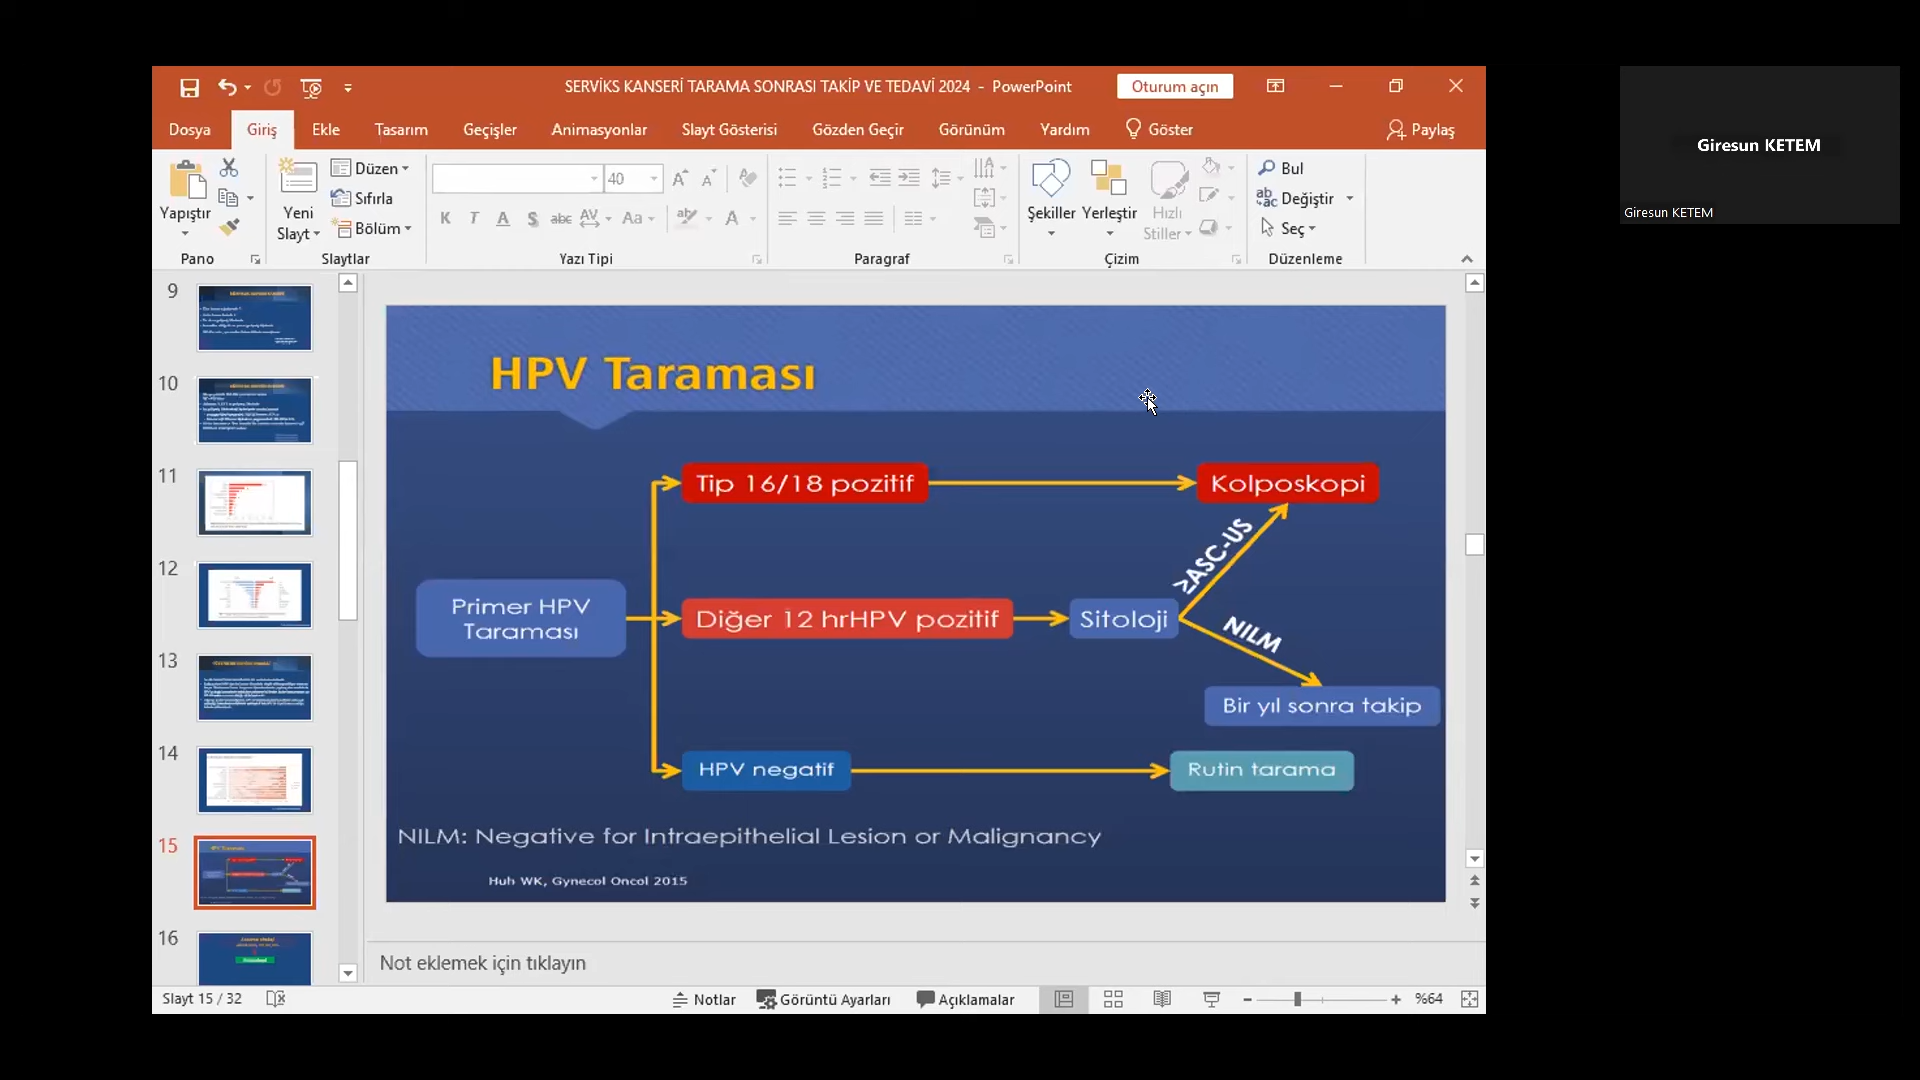 SERVİKS KANSERİ TARAMA SONRASI TAKİP VE TEDAVİ 2024 - PowerPoint
Oturum açın
Dosya
Giriş
Ekle
Tasarım
Geçişler
Animasyonlar
Slayt Gösterisi
Gözden Geçir
Görünüm
Yardım
Göster
Paylaş
Yapıştır
Pano
Yeni
Slayt
Düzen
Sıfırla
Bölüm
Slaytlar
40
K T A S abc AV Aa A
Yazı Tipi
Paragraf
Şekiller
Yerleştir
Hızlı
Stiller
Çizim
Bul
Değiştir
Seç
Düzenleme
9
10
11
12
13
14
15
16
HPV Taraması
Tip 16/18 pozitif
Kolposkopi
≥ASC-US
Primer HPV
Taraması
Diğer 12 hrHPV pozitif
Sitoloji
NILM
Bir yıl sonra takip
HPV negatif
Rutin tarama
NILM: Negative for Intraepithelial Lesion or Malignancy
Huh WK, Gynecol Oncol 2015
Not eklemek için tıklayın
Slayt 15 / 32
Notlar
Görüntü Ayarları
Açıklamalar
%64
Giresun KETEM
Giresun KETEM